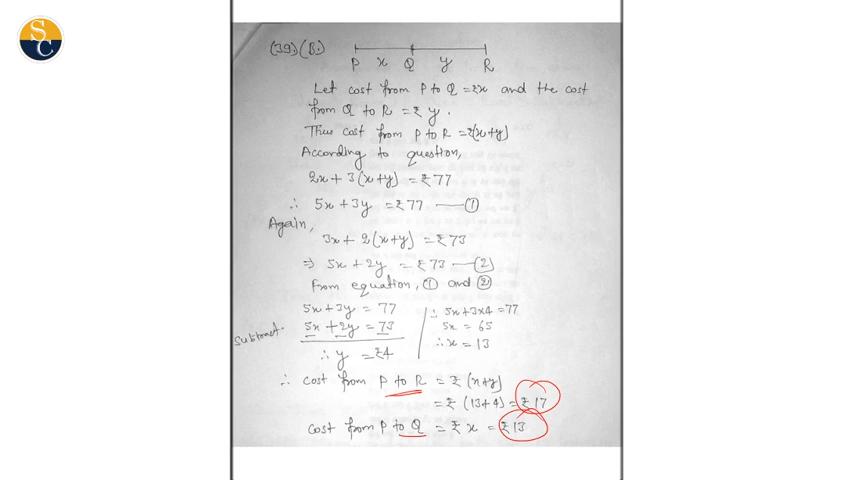 SC
(39)(B.)
P x Q y R
Let cost from P to Q = ₹x and the cost
from Q to R = ₹ y.
Thus cost from P to R = ₹(x+y)
According to question,
2x + 3(x+y) = ₹77
∴ 5x + 3y = ₹77 —— ①
Again,
3x + 2(x+y) = ₹73
⇒ 5x + 2y = ₹73 —— ②
From equation, ① and ②
5x+3y = 77 ∴ 5x+3x4=77
Subtract. 5x + 2y = 73 5x = 65
∴ y = ₹4 ∴ x = 13
∴ cost from P to R = ₹ (x+y)
= ₹ (13+4) = ₹17
cost from P to Q = ₹ x = ₹13